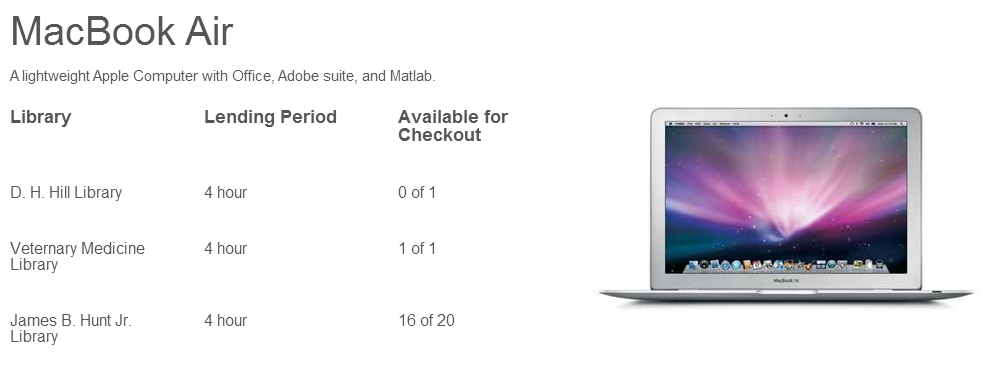 MacBook Air
A lightweight Apple Computer with Office, Adobe suite, and Matlab.
Library Lending Period Available for
Checkout
D. H. Hill Library 4 hour 0 of 1
Veternary Medicine 4 hour 1 of 1
Library
James B. Hunt Jr. 4 hour 16 of 20
Library
MacBook Air